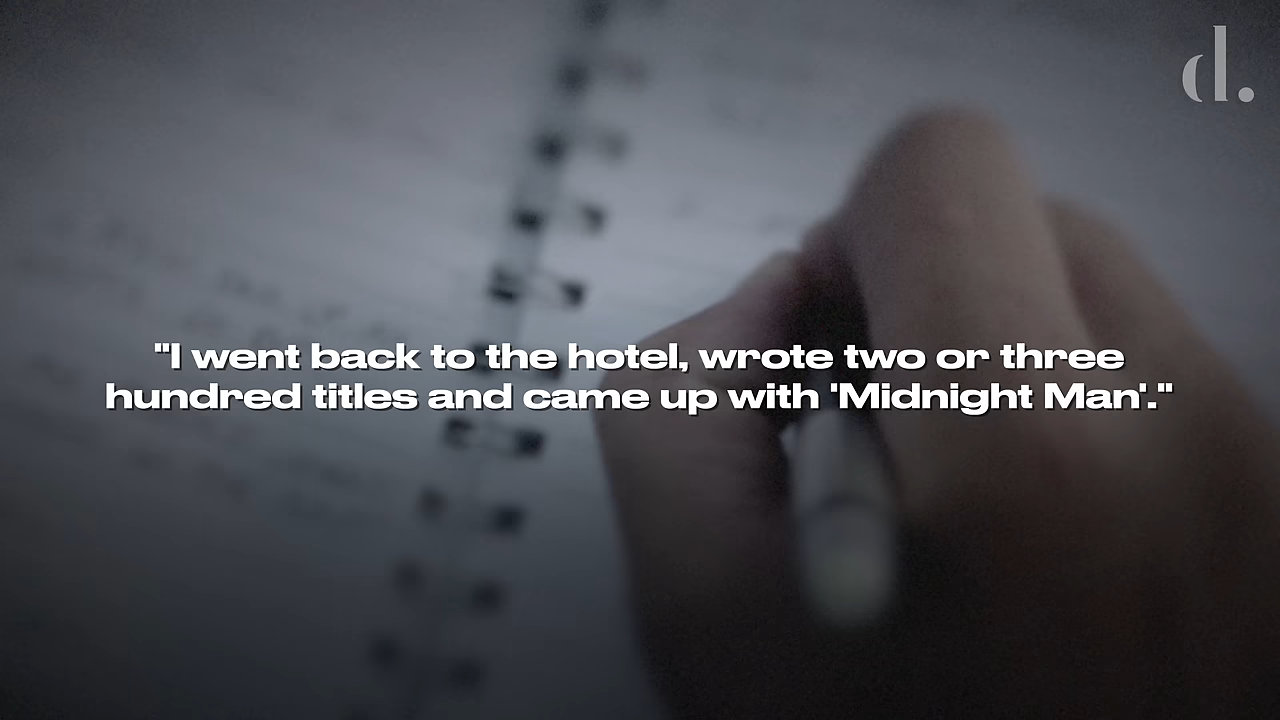 d.
"I went back to the hotel, wrote two or three
hundred titles and came up with 'Midnight Man'."